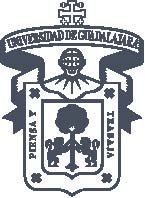 UNIVERSIDAD DE GUADALAJARA
PIENSA Y
TRABAJA